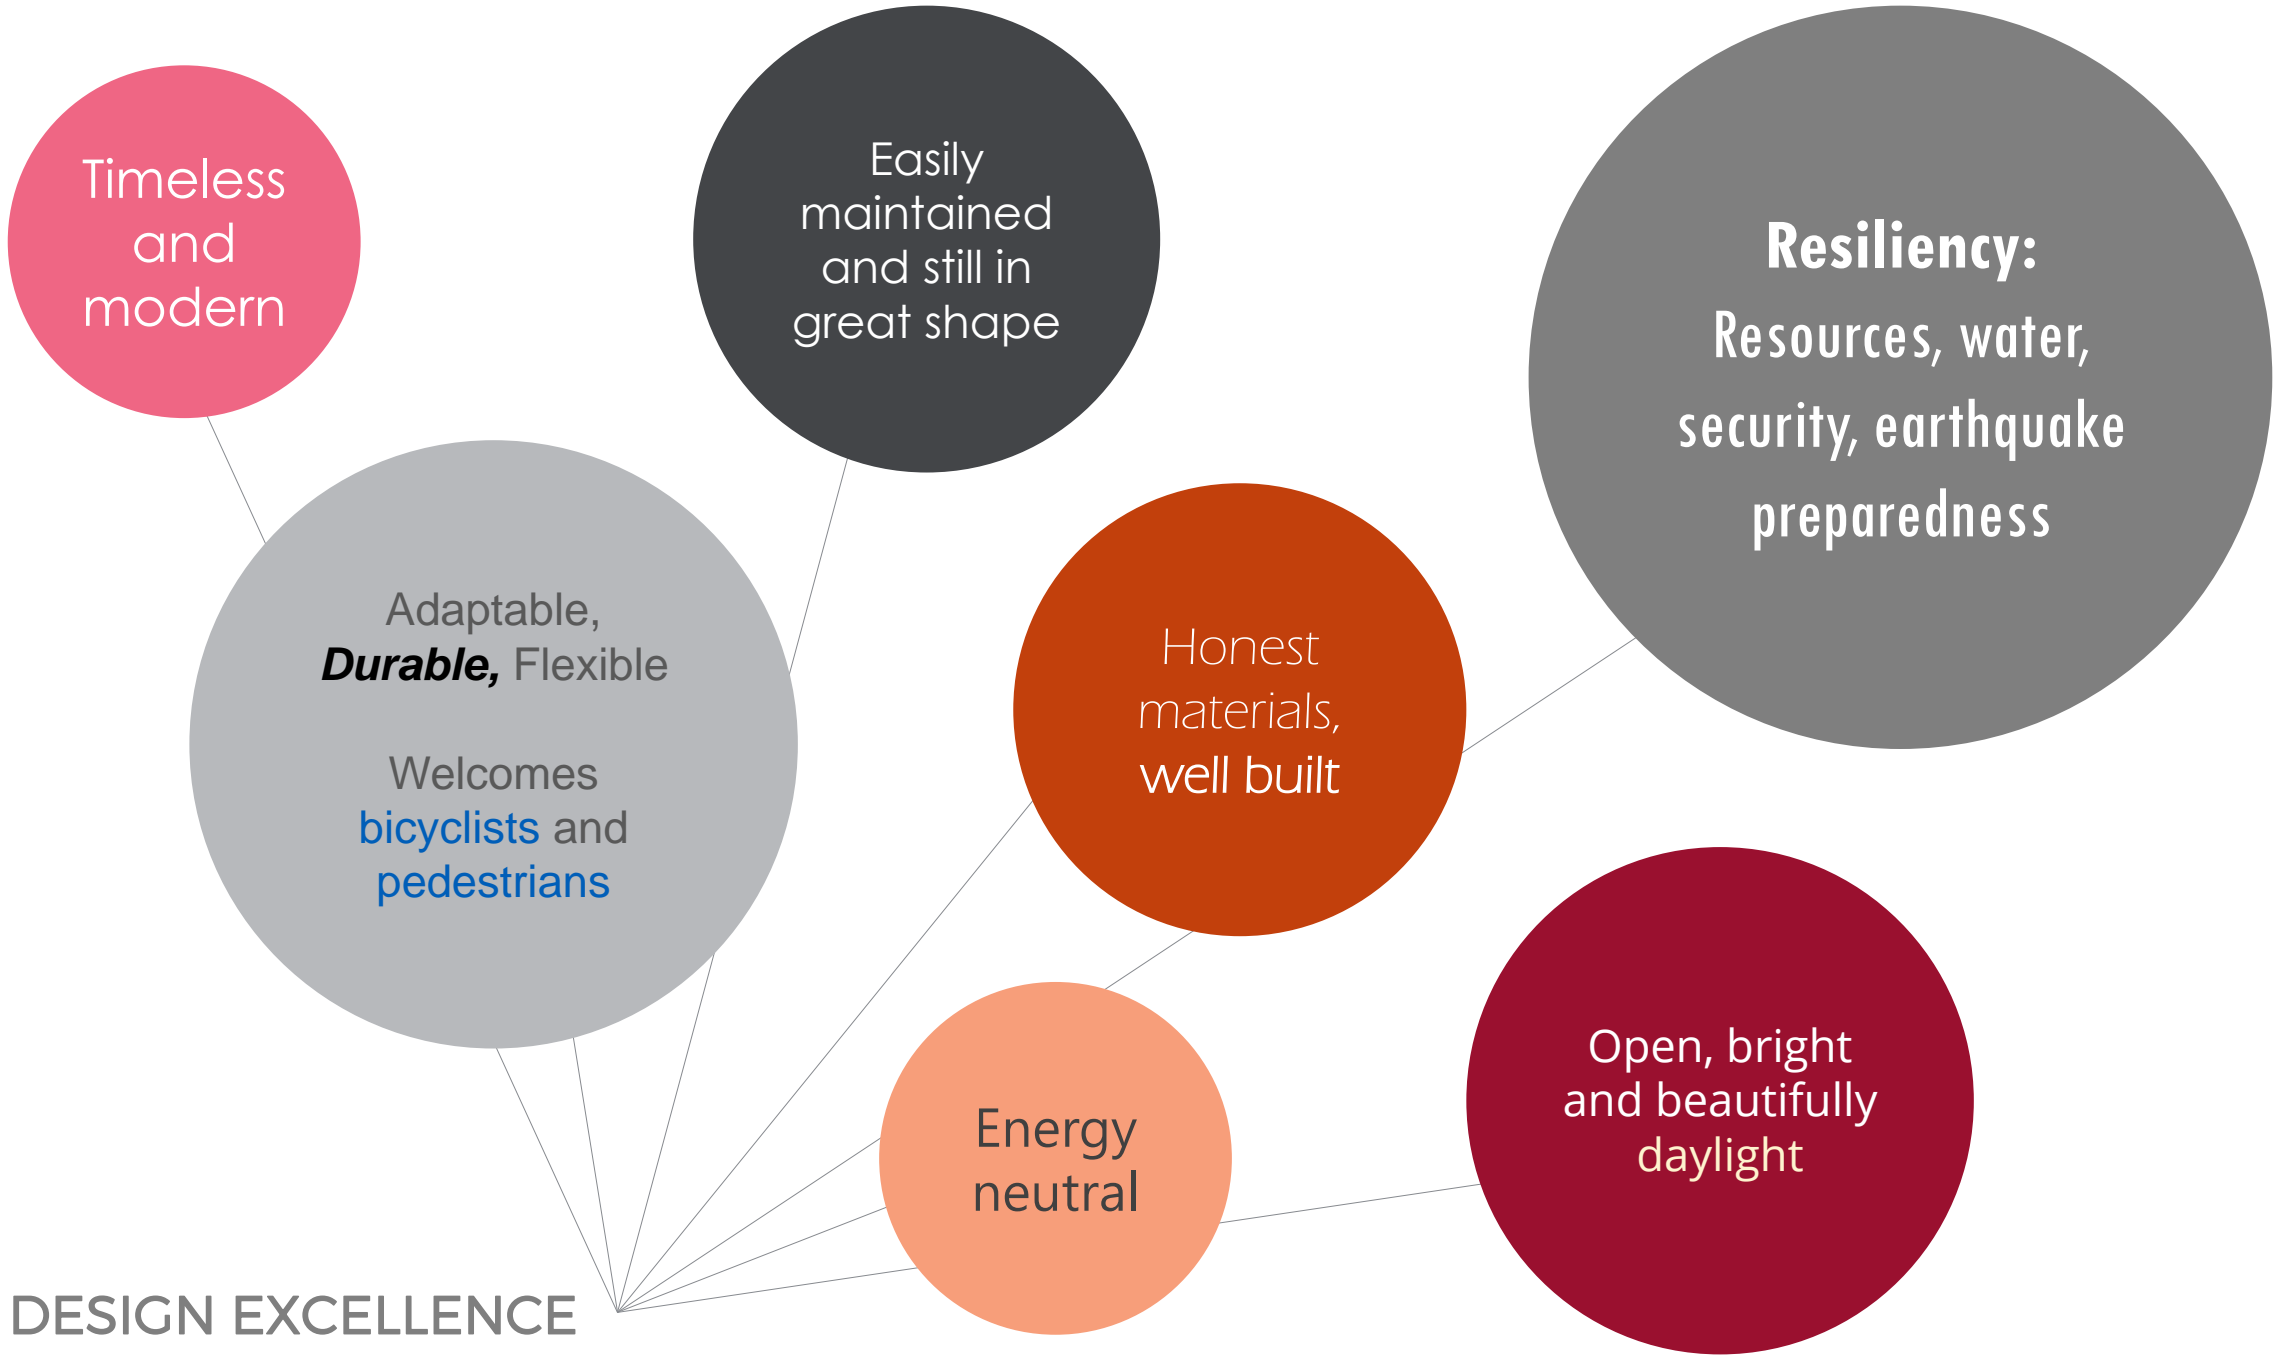 Timeless
and
modern
Easily
maintained
and still in
great shape
Resiliency:
Resources, water,
security, earthquake
preparedness
Adaptable,
Durable, Flexible
Welcomes
bicyclists and
pedestrians
Honest
materials,
well built
Energy
neutral
Open, bright
and beautifully
daylight
DESIGN EXCELLENCE